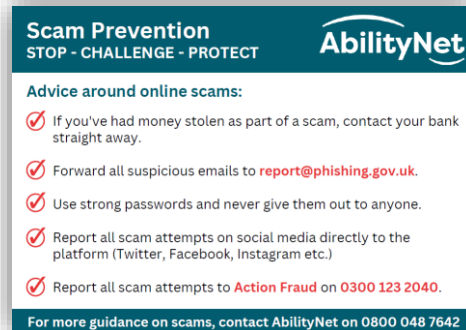 Scam Prevention
STOP - CHALLENGE - PROTECT
AbilityNet
Advice around online scams:
If you've had money stolen as part of a scam, contact your bank
straight away.
Forward all suspicious emails to report@phishing.gov.uk.
Use strong passwords and never give them out to anyone.
Report all scam attempts on social media directly to the
platform (Twitter, Facebook, Instagram etc.)
Report all scam attempts to Action Fraud on 0300 123 2040.
For more guidance on scams, contact AbilityNet on 0800 048 7642